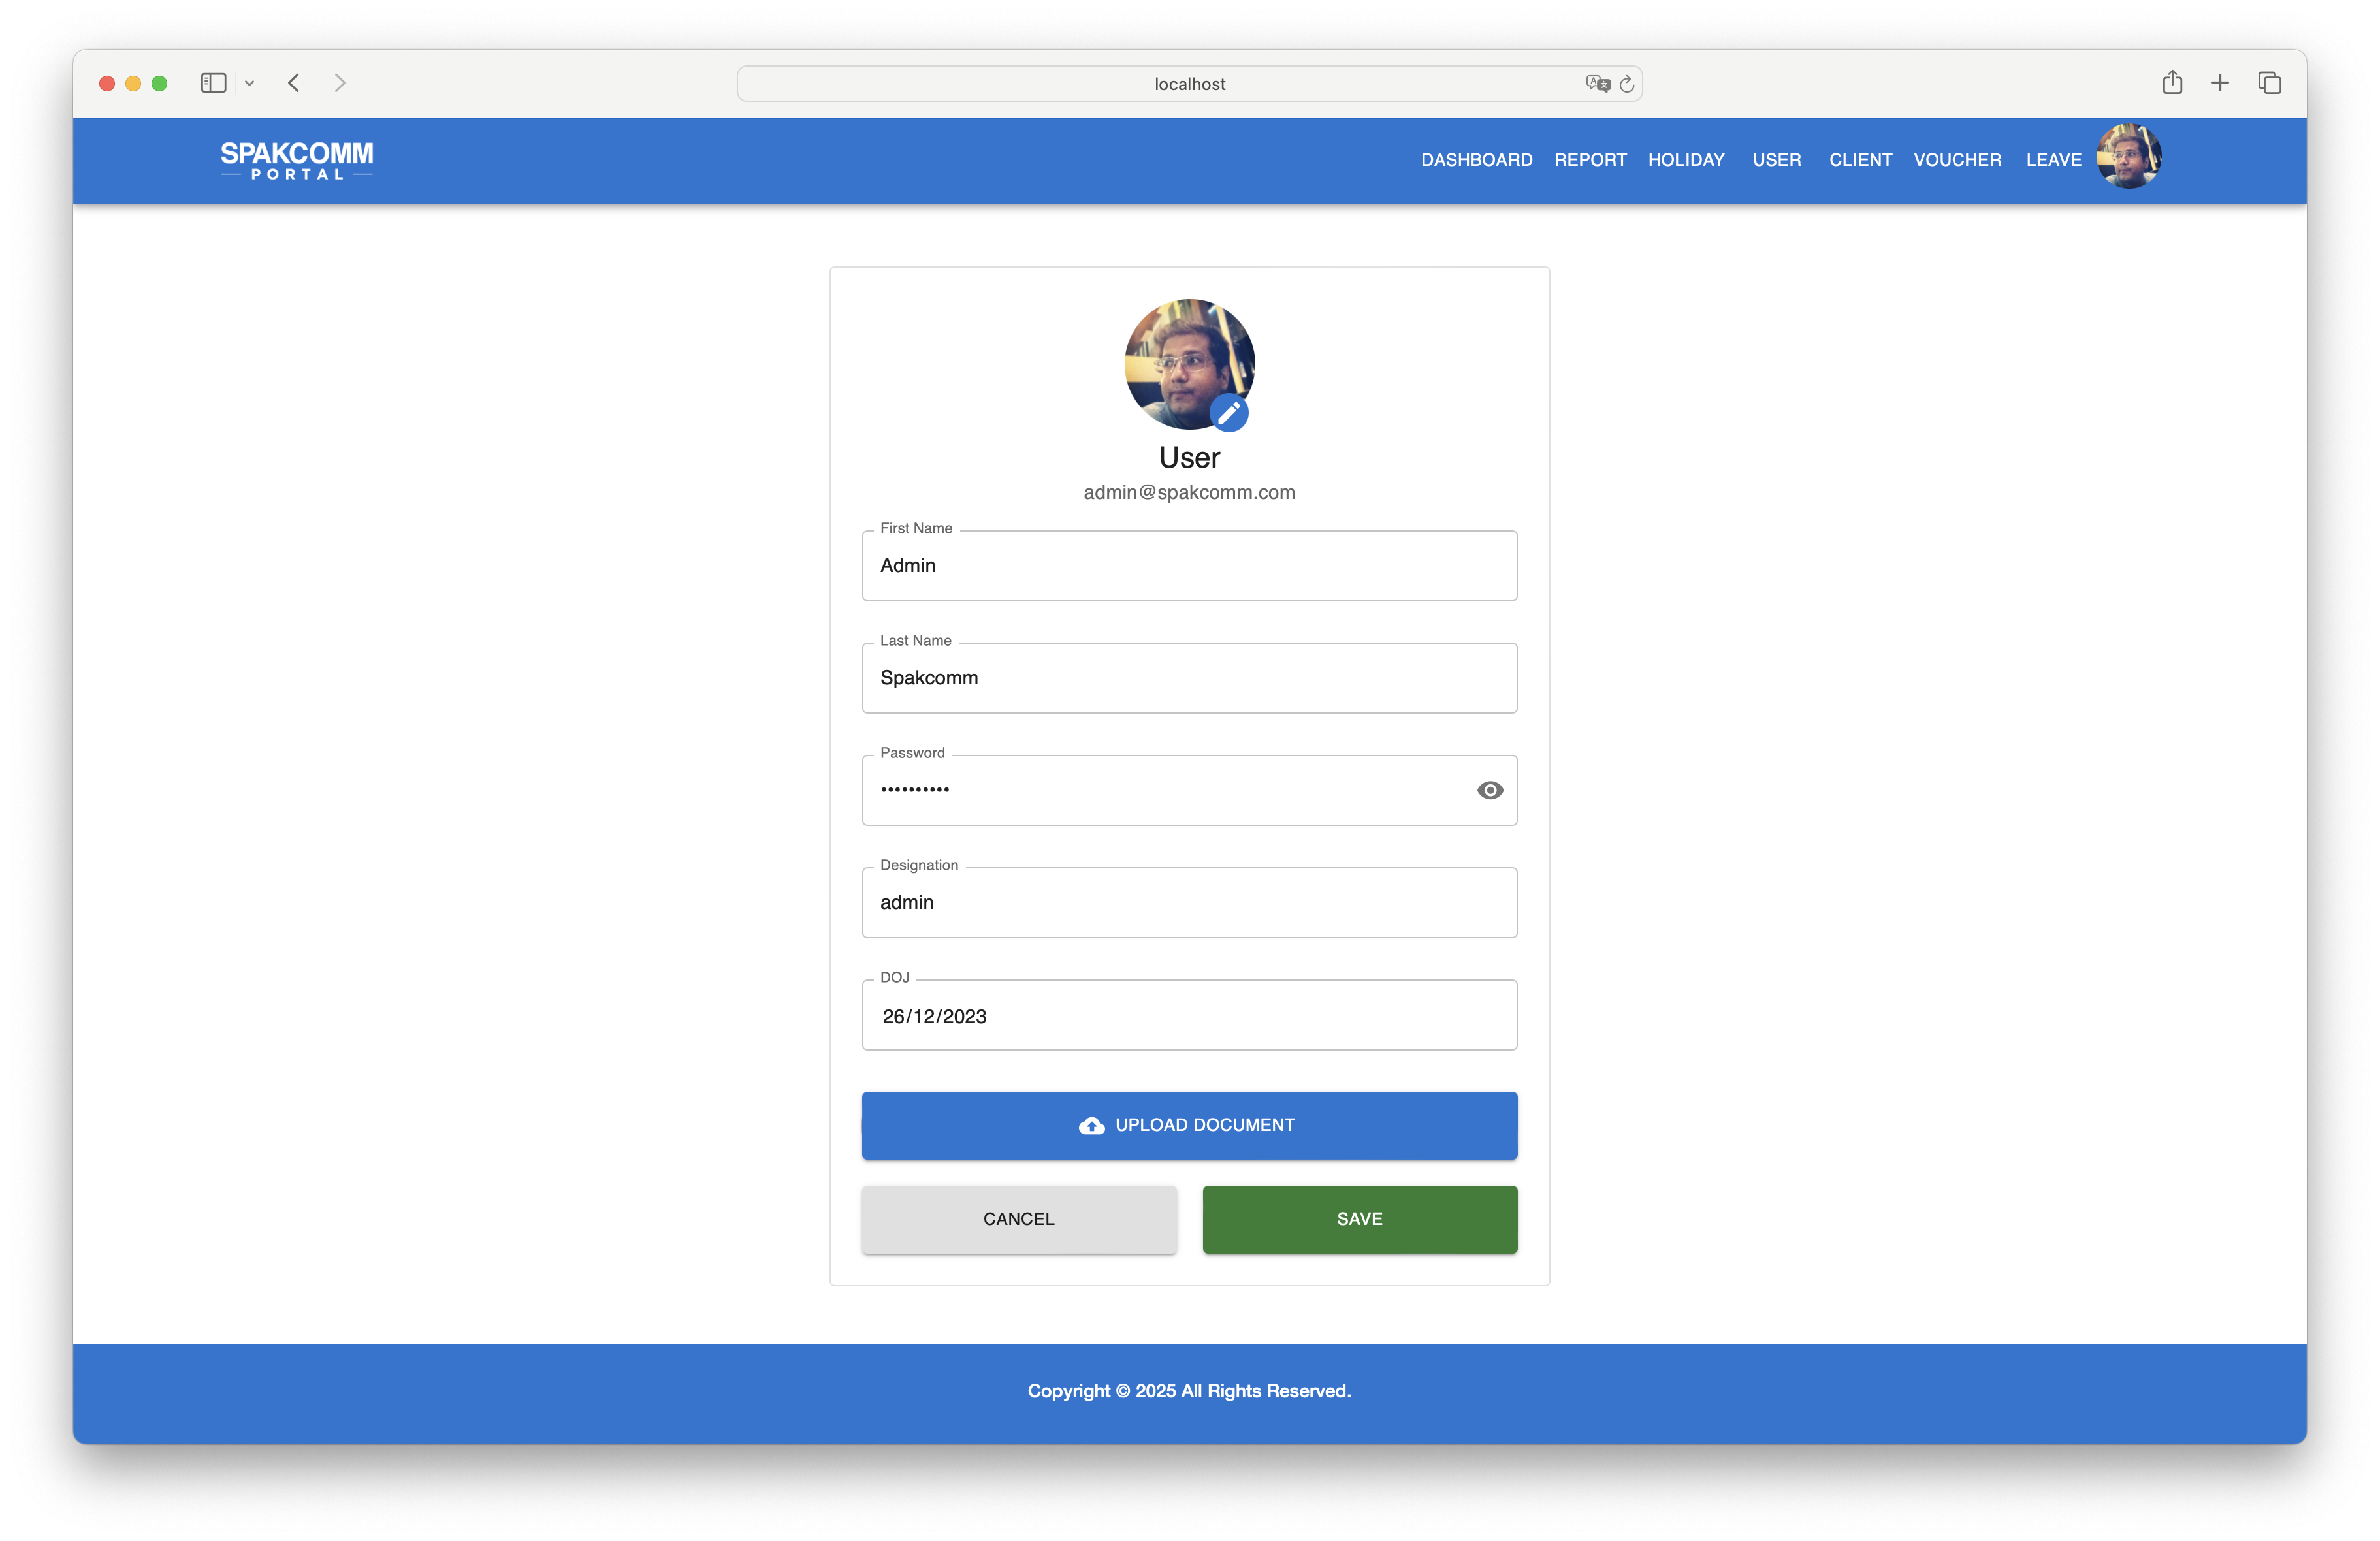 localhost
SPAKCOMM
PORTAL
DASHBOARD REPORT HOLIDAY USER CLIENT VOUCHER LEAVE
User
admin@spakcomm.com
First Name
Admin
Last Name
Spakcomm
Password
••••••••••
Designation
admin
DOJ
26/12/2023
UPLOAD DOCUMENT
CANCEL SAVE
Copyright © 2025 All Rights Reserved.